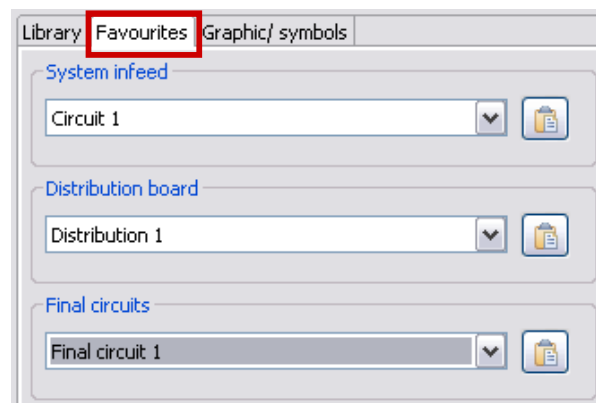 Library Favourites Graphic/ symbols
System infeed
Circuit 1
Distribution board
Distribution 1
Final circuits
Final circuit 1